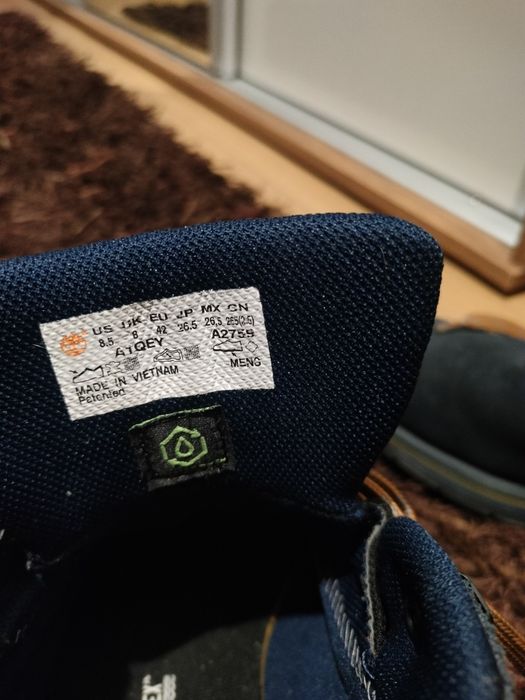 US UK EU JP MX CN
8.5 8 42 26.5 26.5 265(2.5)
A1QEY A2759
MENG
MADE IN VIETNAM
Patented